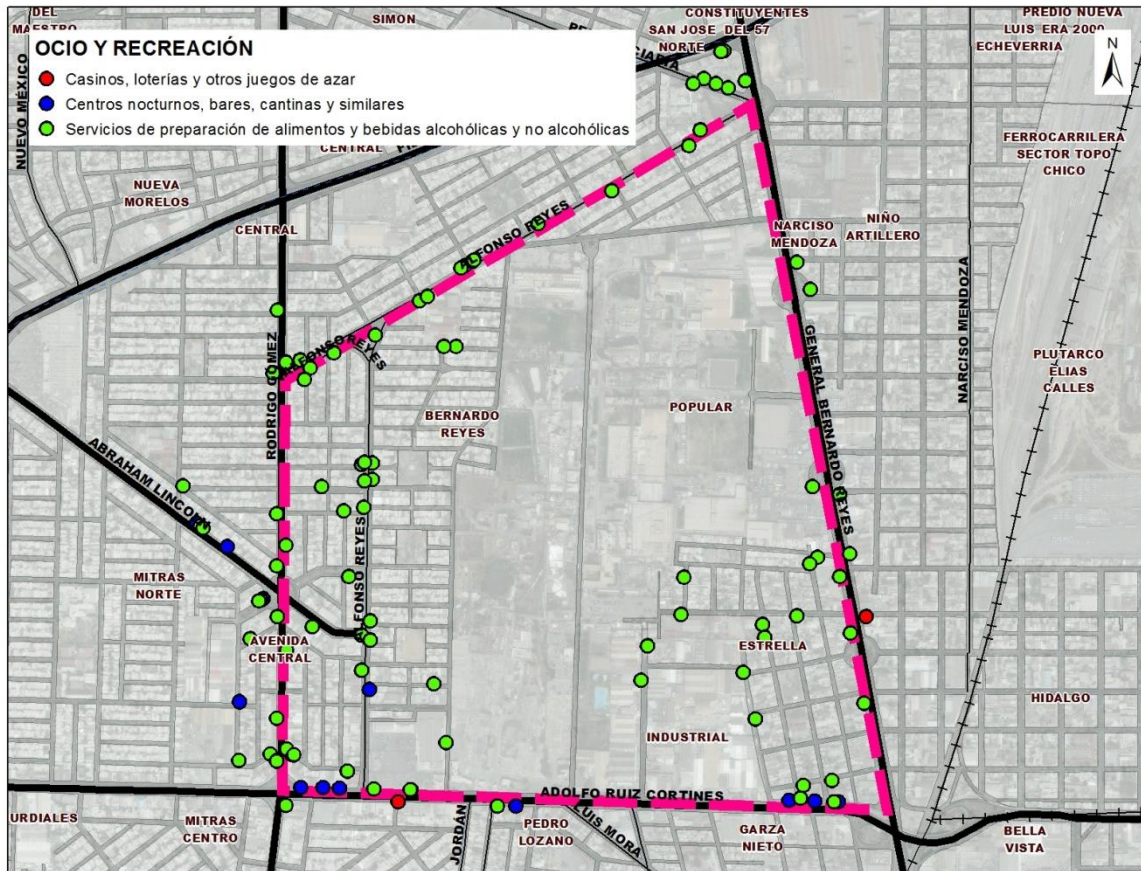 DEL
MAESTRO
SIMON
CONSTITUYENTES
SAN JOSE DEL 57
NORTE
PREDIO NUEVA
LUIS ERA 2000
ECHEVERRIA
N
OCIO Y RECREACIÓN
Casinos, loterías y otros juegos de azar
Centros nocturnos, bares, cantinas y similares
Servicios de preparación de alimentos y bebidas alcohólicas y no alcohólicas
NUEVO MÉXICO
CENTRAL
NUEVA
MORELOS
CENTRAL
FERROCARRILERA
SECTOR TOPO
CHICO
NARCISO
MENDOZA
NIÑO
ARTILLERO
ALFONSO REYES
ALFONSO REYES
RODRIGO GOMEZ
NARCISO MENDOZA
GENERAL BERNARDO REYES
PLUTARCO
ELIAS
CALLES
BERNARDO
REYES
POPULAR
ABRAHAM LINCOLN
ALFONSO REYES
MITRAS
NORTE
AVENIDA
CENTRAL
ESTRELLA
HIDALGO
INDUSTRIAL
ADOLFO RUIZ CORTINES
URDIALES
MITRAS
CENTRO
JORDÁN
PEDRO
LOZANO
LUIS MORA
GARZA
NIETO
BELLA
VISTA